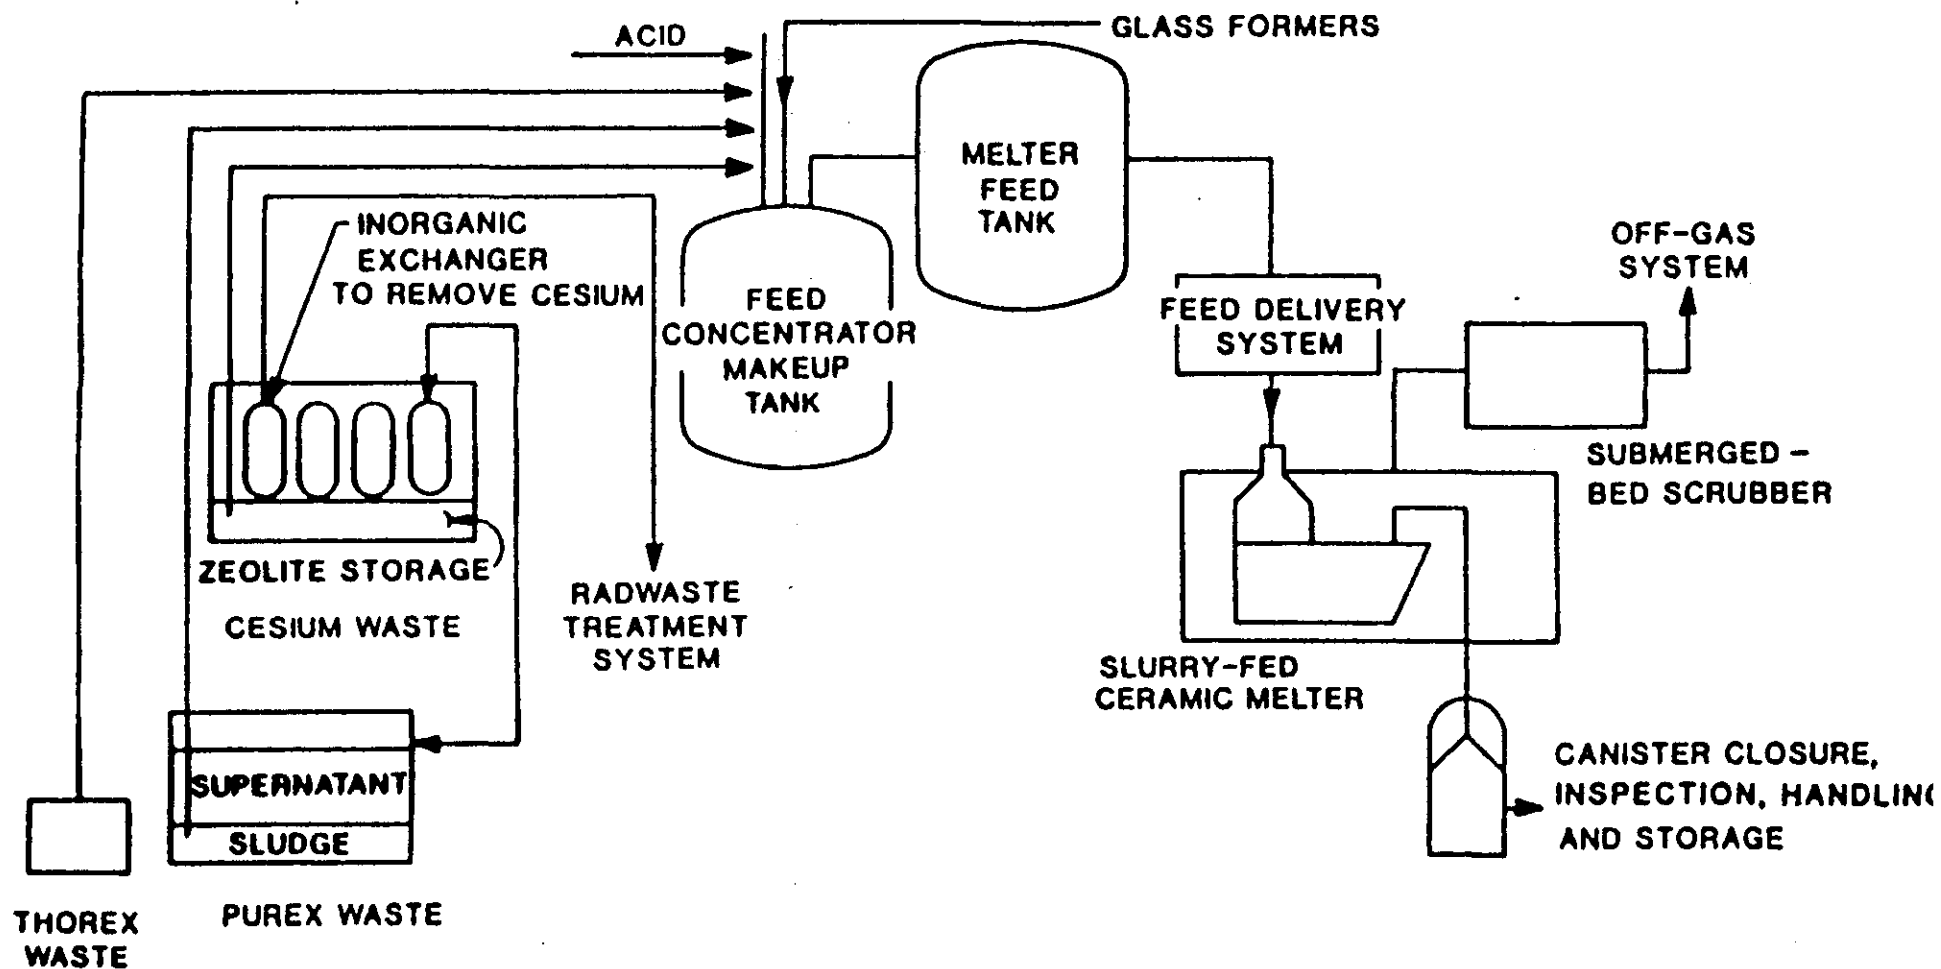 GLASS FORMERS
ACID
MELTER
FEED
TANK
INORGANIC
EXCHANGER
TO REMOVE CESIUM
FEED
CONCENTRATOR
MAKEUP
TANK
FEED DELIVERY
SYSTEM
OFF-GAS
SYSTEM
SUBMERGED -
BED SCRUBBER
ZEOLITE STORAGE
CESIUM WASTE
RADWASTE
TREATMENT
SYSTEM
SLURRY-FED
CERAMIC MELTER
SUPERNATANT
SLUDGE
CANISTER CLOSURE,
INSPECTION, HANDLIN
AND STORAGE
THOREX
WASTE
PUREX WASTE